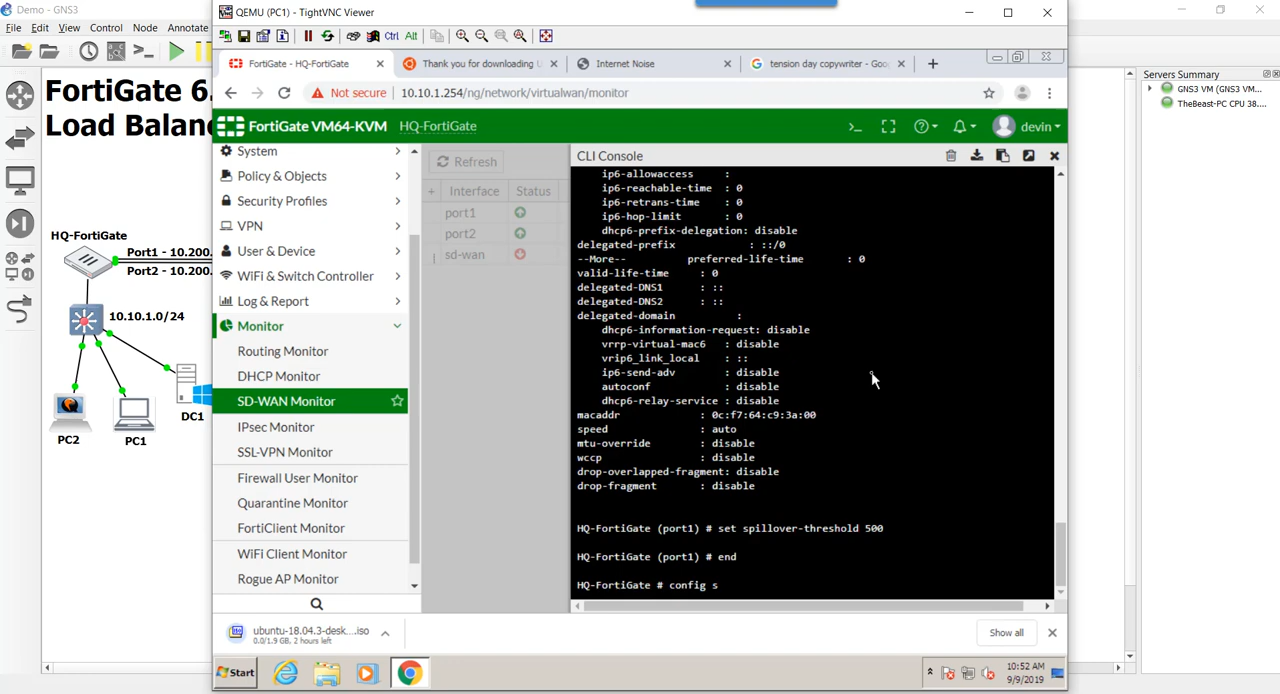 Demo - GNS3
File Edit View Control Node Annotate
FortiGate 6.
Load Balan
HQ-FortiGate
Port1 - 10.200.
Port2 - 10.200.
10.10.1.0/24
PC2
PC1
DC1
QEMU (PC1) - TightVNC Viewer
Ctrl Alt
FortiGate - HQ-FortiGate
Thank you for downloading U
Internet Noise
tension day copywriter - Goo
Not secure
10.10.1.254/ng/network/virtualwan/monitor
FortiGate VM64-KVM
HQ-FortiGate
devin
System
Policy & Objects
Security Profiles
VPN
User & Device
WiFi & Switch Controller
Log & Report
Monitor
Routing Monitor
DHCP Monitor
SD-WAN Monitor
IPsec Monitor
SSL-VPN Monitor
Firewall User Monitor
Quarantine Monitor
FortiClient Monitor
WiFi Client Monitor
Rogue AP Monitor
Refresh
+ Interface Status
port1
port2
sd-wan
CLI Console
ip6-allowaccess :
ip6-reachable-time : 0
ip6-retrans-time : 0
ip6-hop-limit : 0
dhcp6-prefix-delegation: disable
delegated-prefix : ::/0
--More-- preferred-life-time : 0
valid-life-time : 0
delegated-DNS1 : ::
delegated-DNS2 : ::
delegated-domain :
dhcp6-information-request: disable
vrrp-virtual-mac6 : disable
vrip6_link_local : ::
ip6-send-adv : disable
autoconf : disable
dhcp6-relay-service : disable
macaddr : 0c:f7:64:c9:3a:00
speed : auto
mtu-override : disable
wccp : disable
drop-overlapped-fragment: disable
drop-fragment : disable
HQ-FortiGate (port1) # set spillover-threshold 500
HQ-FortiGate (port1) # end
HQ-FortiGate # config s
ubuntu-18.04.3-desk....iso
0.0/1.9 GB, 2 hours left
Show all
Start
10:52 AM
9/9/2019
Servers Summary
GNS3 VM (GNS3 VM...
TheBeast-PC CPU 38....